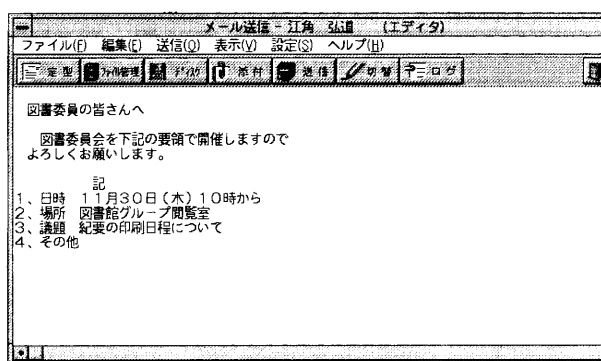 メール送信 - 江角 弘道 (エディタ)
ファイル(F) 編集(E) 送信(O) 表示(V) 設定(S) ヘルプ(H)
定型 ファイル管理 ディスク 添付 送信 切替 ログ
図書委員の皆さんへ
図書委員会を下記の要領で開催しますので
よろしくお願いします。
記
1、日時 11月30日(木)10時から
2、場所 図書館グループ閲覧室
3、議題 紀要の印刷日程について
4、その他